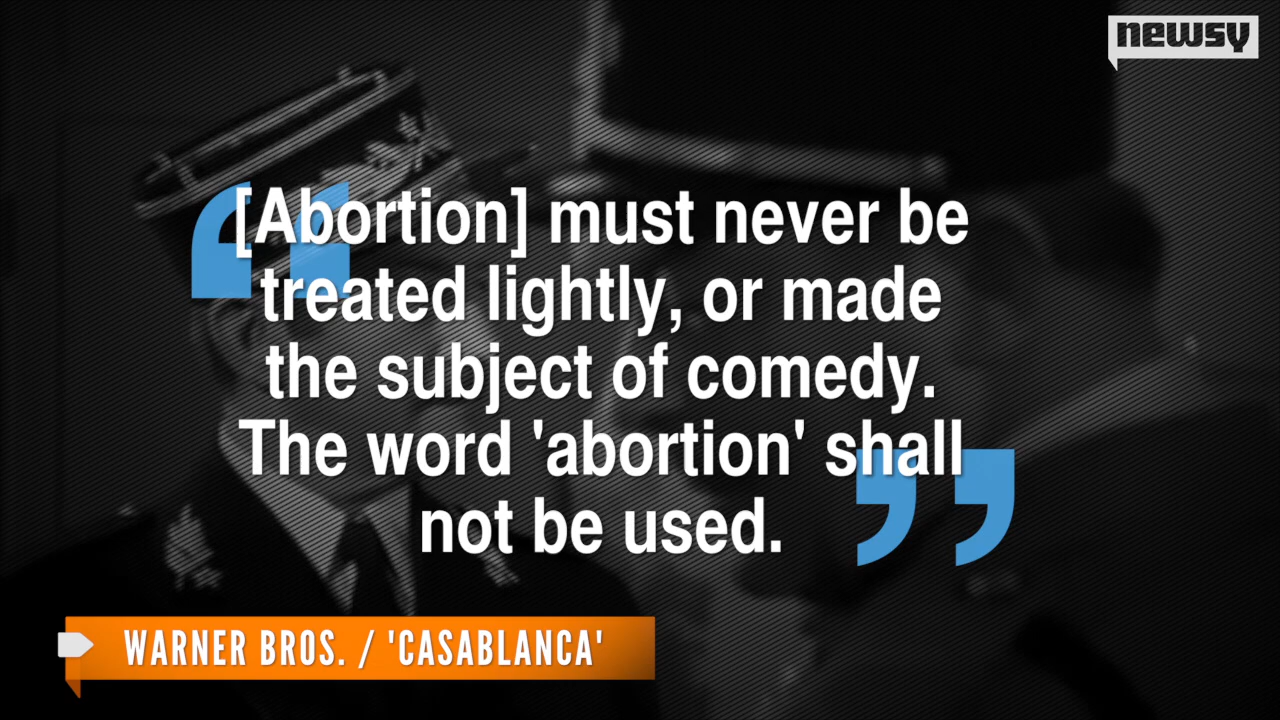 newsy
[Abortion] must never be
treated lightly, or made
the subject of comedy.
The word 'abortion' shall
not be used.
WARNER BROS. / 'CASABLANCA'